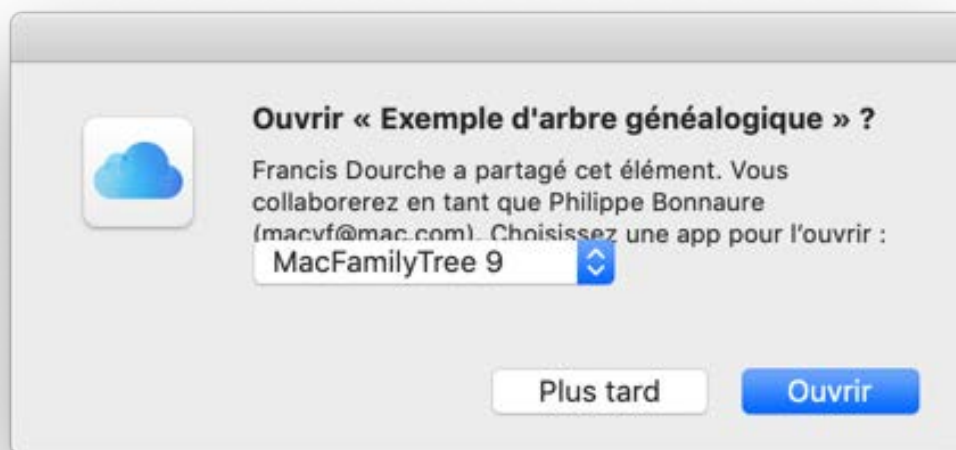 Ouvrir « Exemple d'arbre généalogique » ?
Francis Dourche a partagé cet élément. Vous
collaborerez en tant que Philippe Bonnaure
(macvf@mac.com). Choisissez une app pour l'ouvrir :
MacFamilyTree 9
Plus tard
Ouvrir